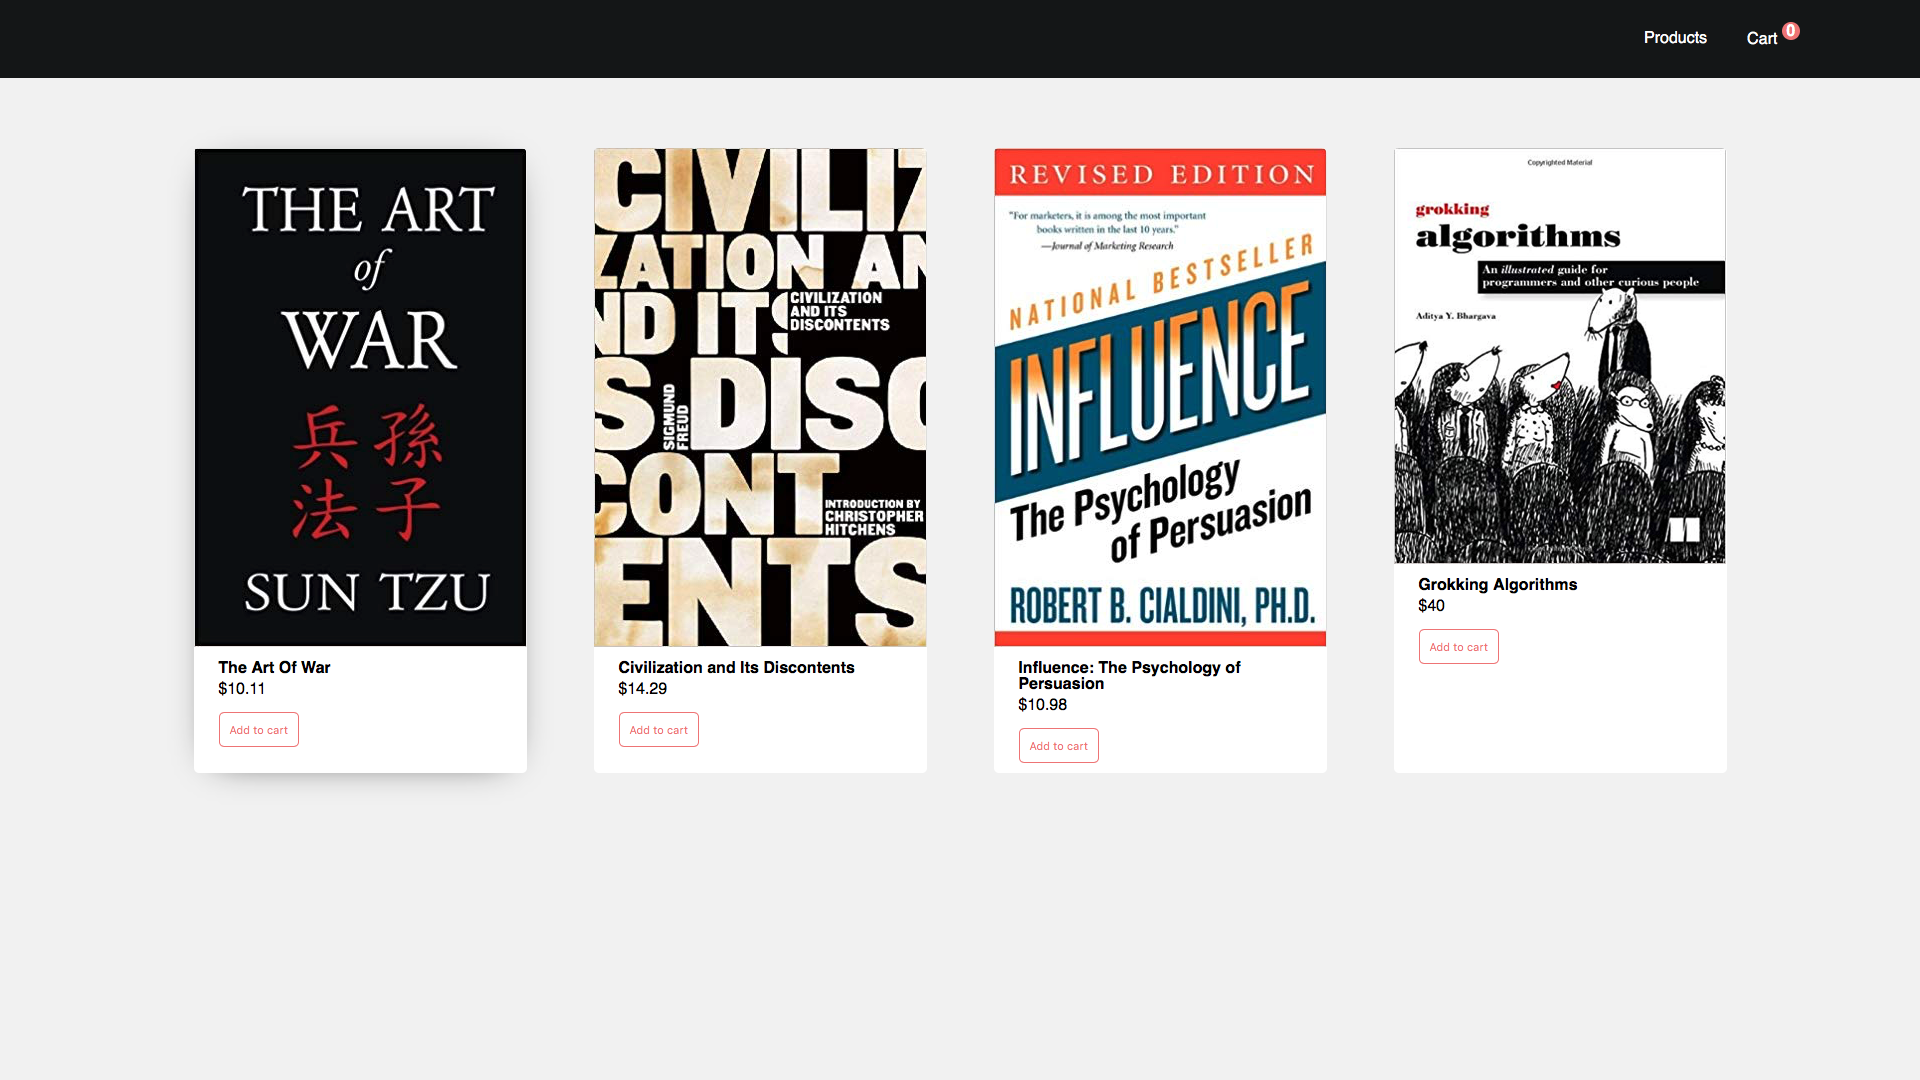 Products
Cart 0
THE ART
of
WAR
兵 孫
法 子
SUN TZU
The Art Of War
$10.11
Add to cart
CIVILI
ZATION AN
ND ITS
CIVILIZATION
AND ITS
DISCONTENTS
S DISC
SIGMUND
FREUD
CONT
INTRODUCTION BY
CHRISTOPHER
HITCHENS
ENTS
Civilization and Its Discontents
$14.29
Add to cart
REVISED EDITION
"For marketers, it is among the most important
books written in the last 10 years."
—Journal of Marketing Research
NATIONAL BESTSELLER
INFLUENCE
The Psychology
of Persuasion
ROBERT B. CIALDINI, PH.D.
Influence: The Psychology of
Persuasion
$10.98
Add to cart
Copyrighted Material
grokking
algorithms
An illustrated guide for
programmers and other curious people
Aditya Y. Bhargava
Grokking Algorithms
$40
Add to cart